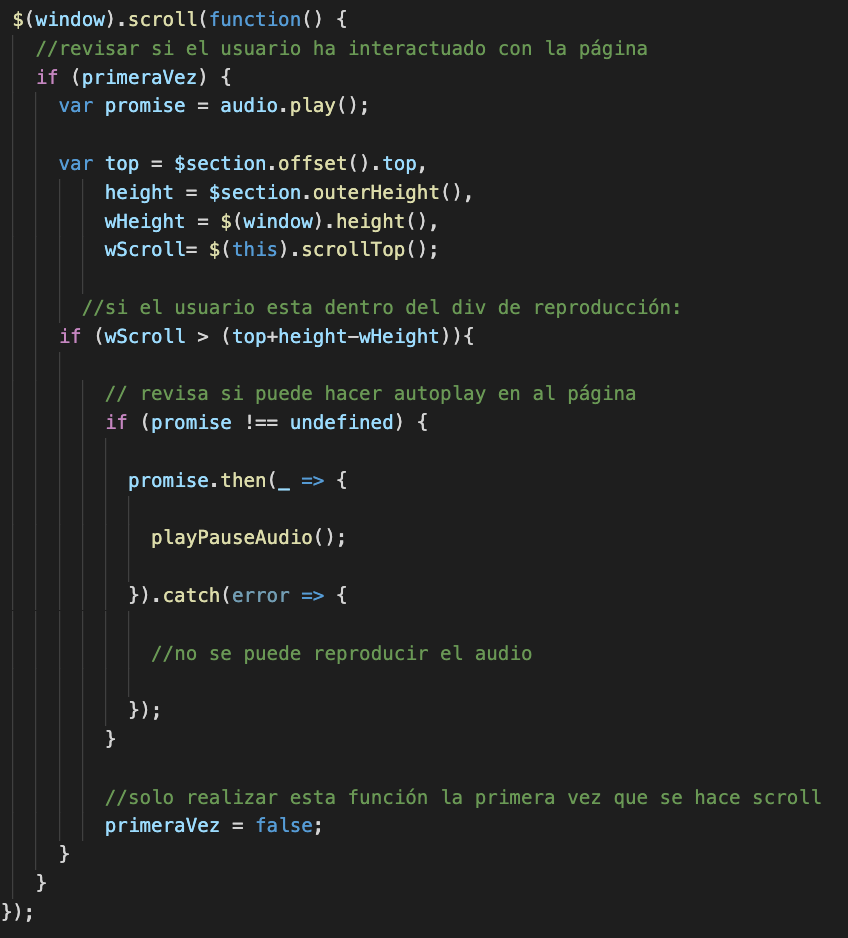 $(window).scroll(function() {
//revisar si el usuario ha interactuado con la página
if (primeraVez) {
var promise = audio.play();
var top = $section.offset().top,
height = $section.outerHeight(),
wHeight = $(window).height(),
wScroll= $(this).scrollTop();
//si el usuario esta dentro del div de reproducción:
if (wScroll > (top+height-wHeight)){
// revisa si puede hacer autoplay en al página
if (promise !== undefined) {
promise.then(_ => {
playPauseAudio();
}).catch(error => {
//no se puede reproducir el audio
});
}
//solo realizar esta función la primera vez que se hace scroll
primeraVez = false;
}
}
});